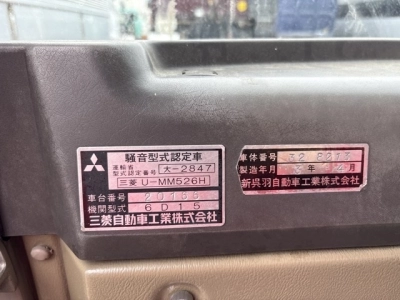 騒音型式認定車
運輸省
型式認定番号
大-2847
三菱 U-MM526H
車台番号
機関型式 6D15
三菱自動車工業株式会社
車体番号
製造年月 年 月
新呉羽自動車工業株式会社